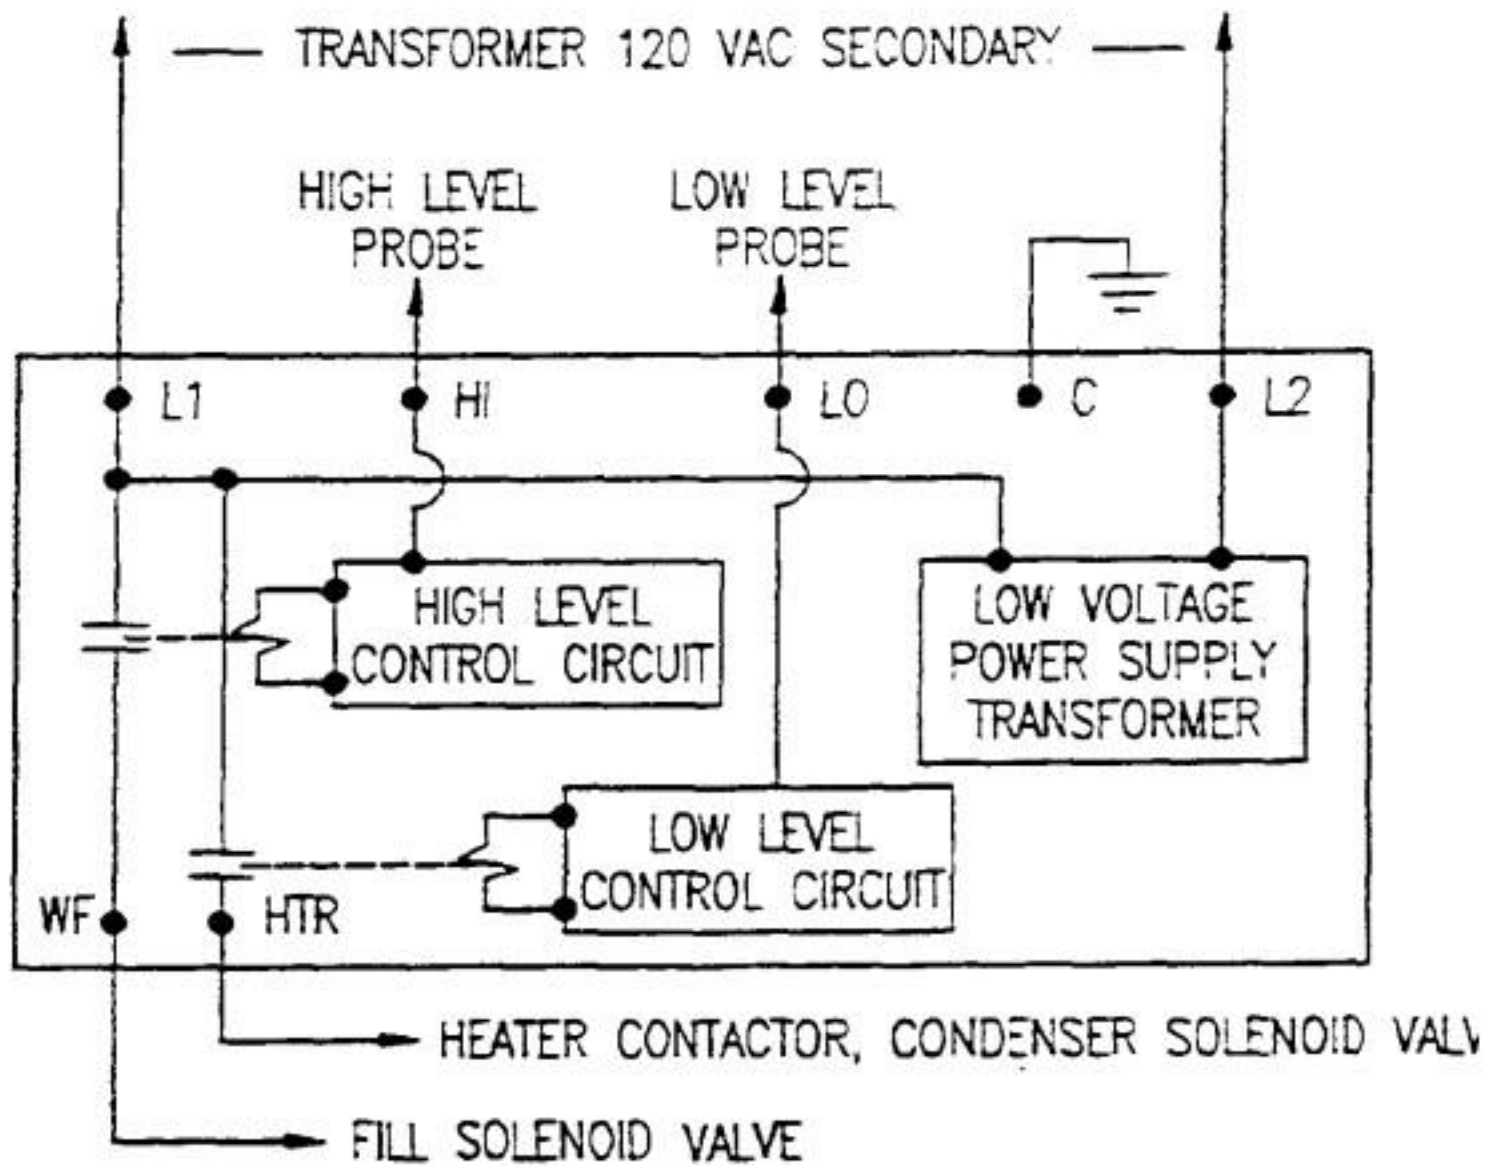 TRANSFORMER 120 VAC SECONDARY
HIGH LEVEL
PROBE
LOW LEVEL
PROBE
L1
HI
LO
C
L2
HIGH LEVEL
CONTROL CIRCUIT
LOW VOLTAGE
POWER SUPPLY
TRANSFORMER
LOW LEVEL
CONTROL CIRCUIT
WF
HTR
HEATER CONTACTOR, CONDENSER SOLENOID VALV
FILL SOLENOID VALVE